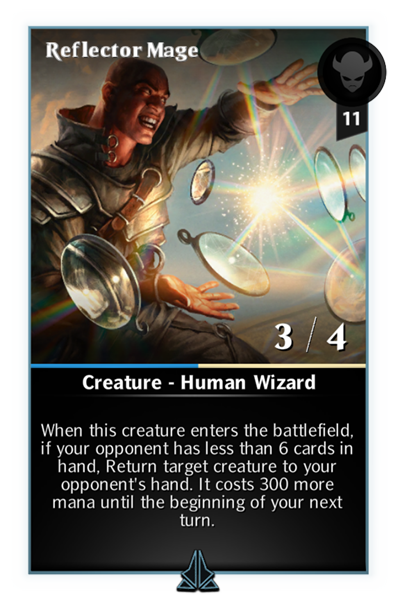 Reflector Mage
11
3 / 4
Creature - Human Wizard
When this creature enters the battlefield,
if your opponent has less than 6 cards in
hand, Return target creature to your
opponent's hand. It costs 300 more
mana until the beginning of your next
turn.